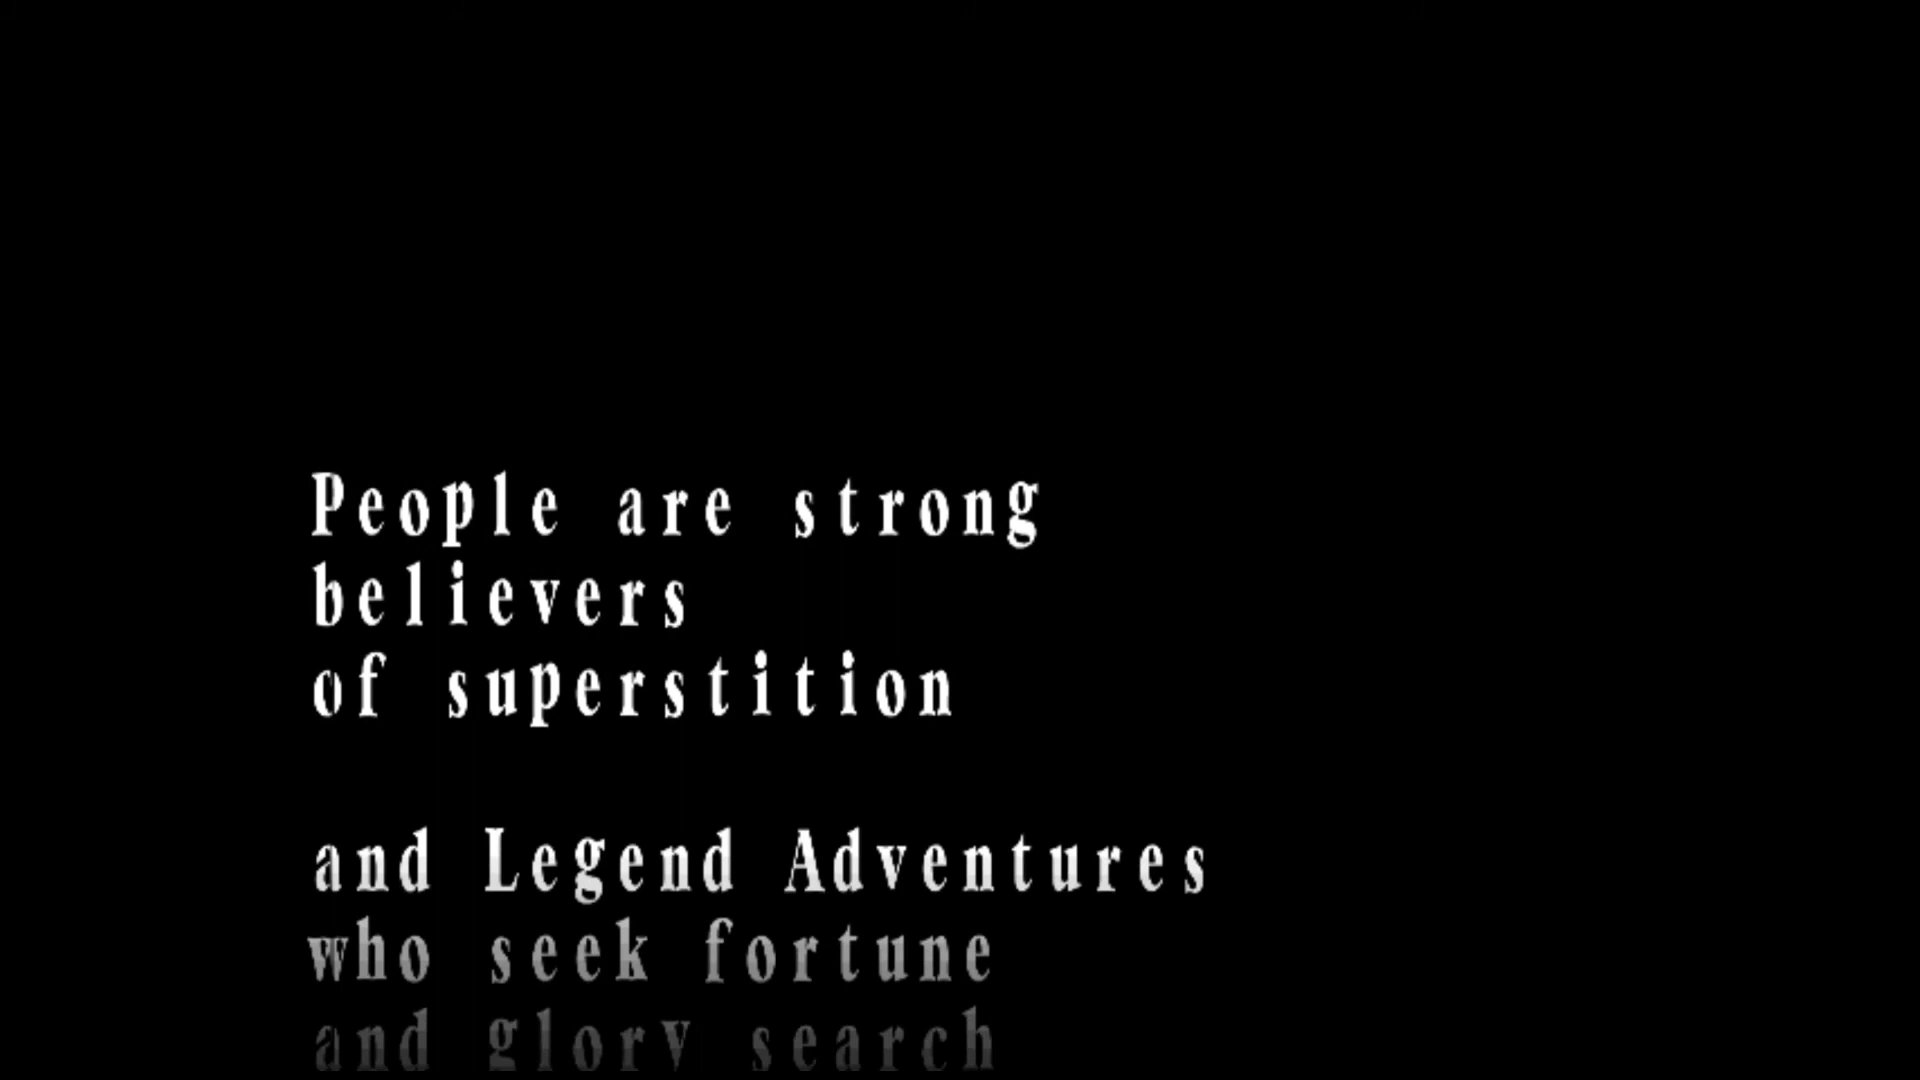 People are strong
believers
of superstition
and Legend Adventures
who seek fortune
and glory search